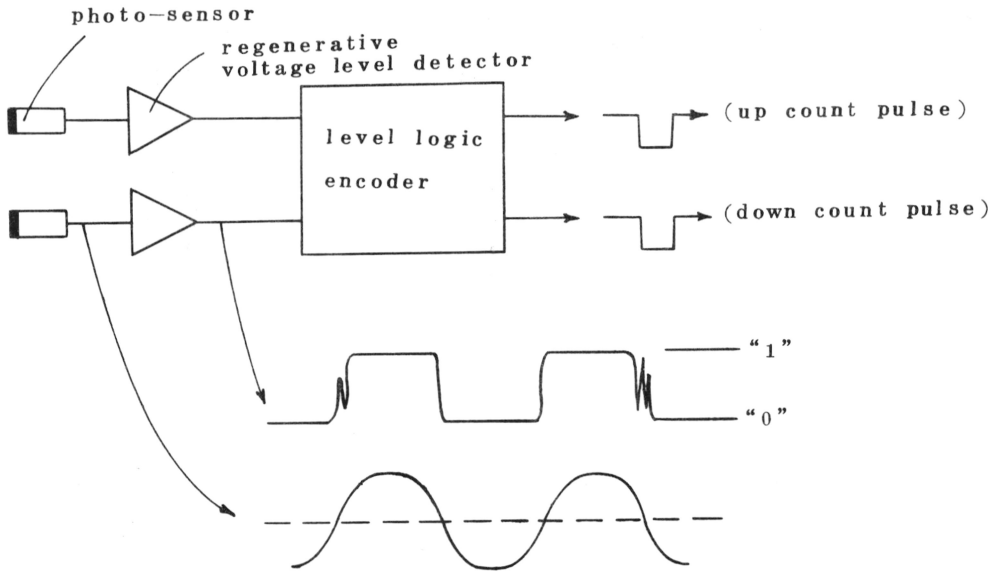 photo-sensor
regenerative
voltage level detector
level logic
encoder
(up count pulse)
(down count pulse)
“1”
“0”